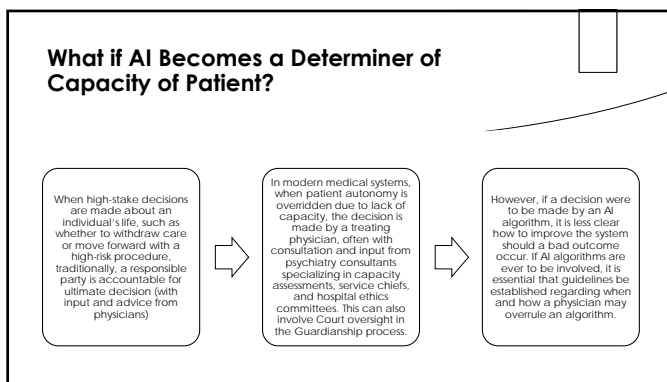 What if AI Becomes a Determiner of
Capacity of Patient?
When high-stake decisions
are made about an
individual's life, such as
whether to withdraw care
or move forward with a
high-risk procedure,
traditionally, a responsible
party is accountable for
ultimate decision (with
input and advice from
physicians)
In modern medical systems,
when patient autonomy is
overridden due to lack of
capacity, the decision is
made by a treating
physician, often with
consultation and input from
psychiatry consultants
specializing in capacity
assessments, service chiefs,
and hospital ethics
committees. This can also
involve Court oversight in
the Guardianship process.
However, if a decision were
to be made by an AI
algorithm, it is less clear
how to improve the system
should a bad outcome
occur. If AI algorithms are
ever to be involved, it is
essential that guidelines be
established regarding when
and how a physician may
overrule an algorithm.